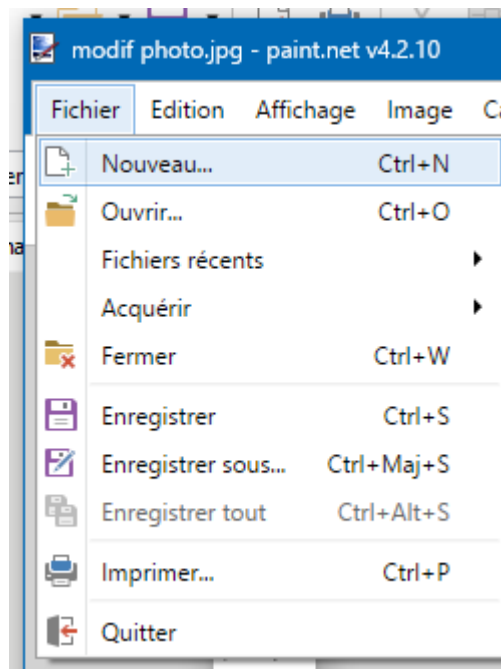 modif photo.jpg - paint.net v4.2.10
Fichier Edition Affichage Image
Nouveau... Ctrl+N
Ouvrir... Ctrl+O
Fichiers récents
Acquérir
Fermer Ctrl+W
Enregistrer Ctrl+S
Enregistrer sous... Ctrl+Maj+S
Enregistrer tout Ctrl+Alt+S
Imprimer... Ctrl+P
Quitter